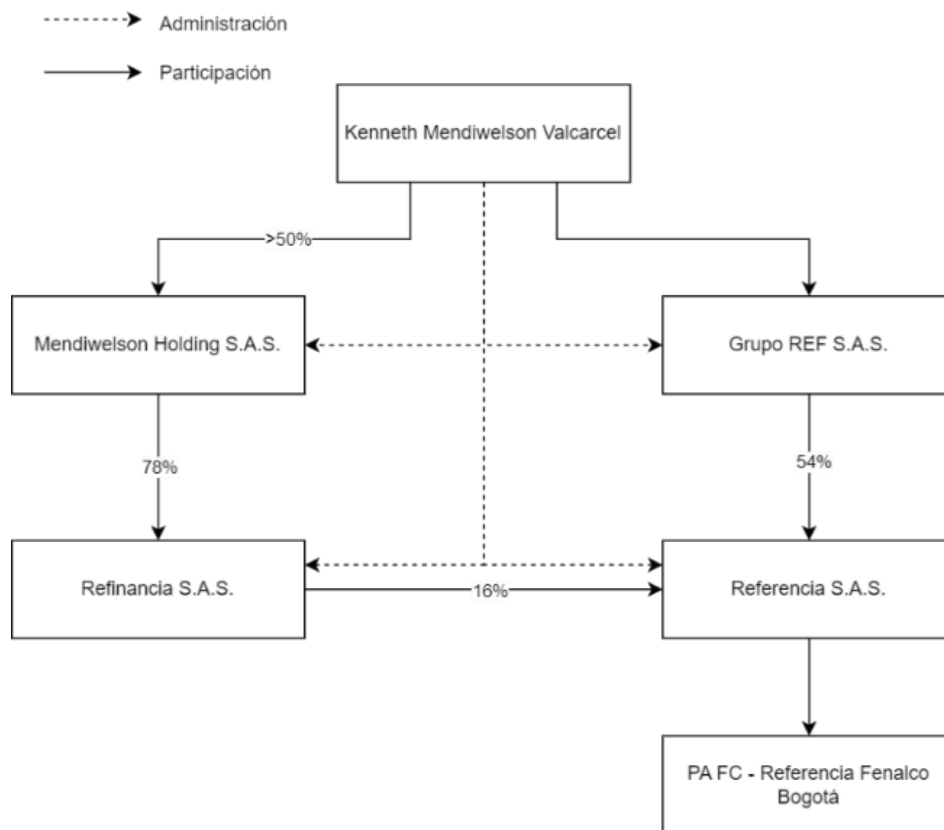 Administración
Participación
Kenneth Mendiwelson Valcarcel
>50%
Mendiwelson Holding S.A.S.
Grupo REF S.A.S.
78%
54%
Refinancia S.A.S.
16%
Referencia S.A.S.
PA FC - Referencia Fenalco
Bogotá